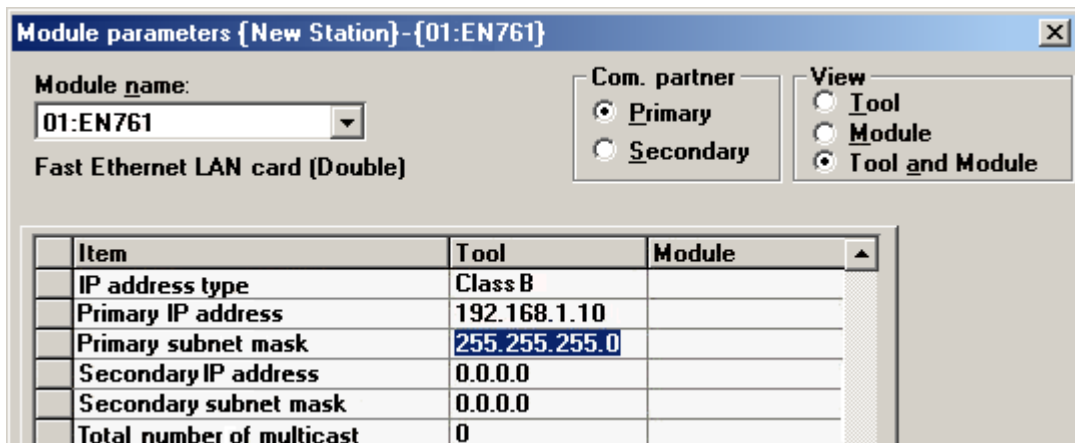 Module parameters {New Station}-{01:EN761}
Module name:
01:EN761
Fast Ethernet LAN card (Double)
Com. partner
Primary
Secondary
View
Tool
Module
Tool and Module
Item Tool Module
IP address type Class B
Primary IP address 192.168.1.10
Primary subnet mask 255.255.255.0
Secondary IP address 0.0.0.0
Secondary subnet mask 0.0.0.0
Total number of multicast 0